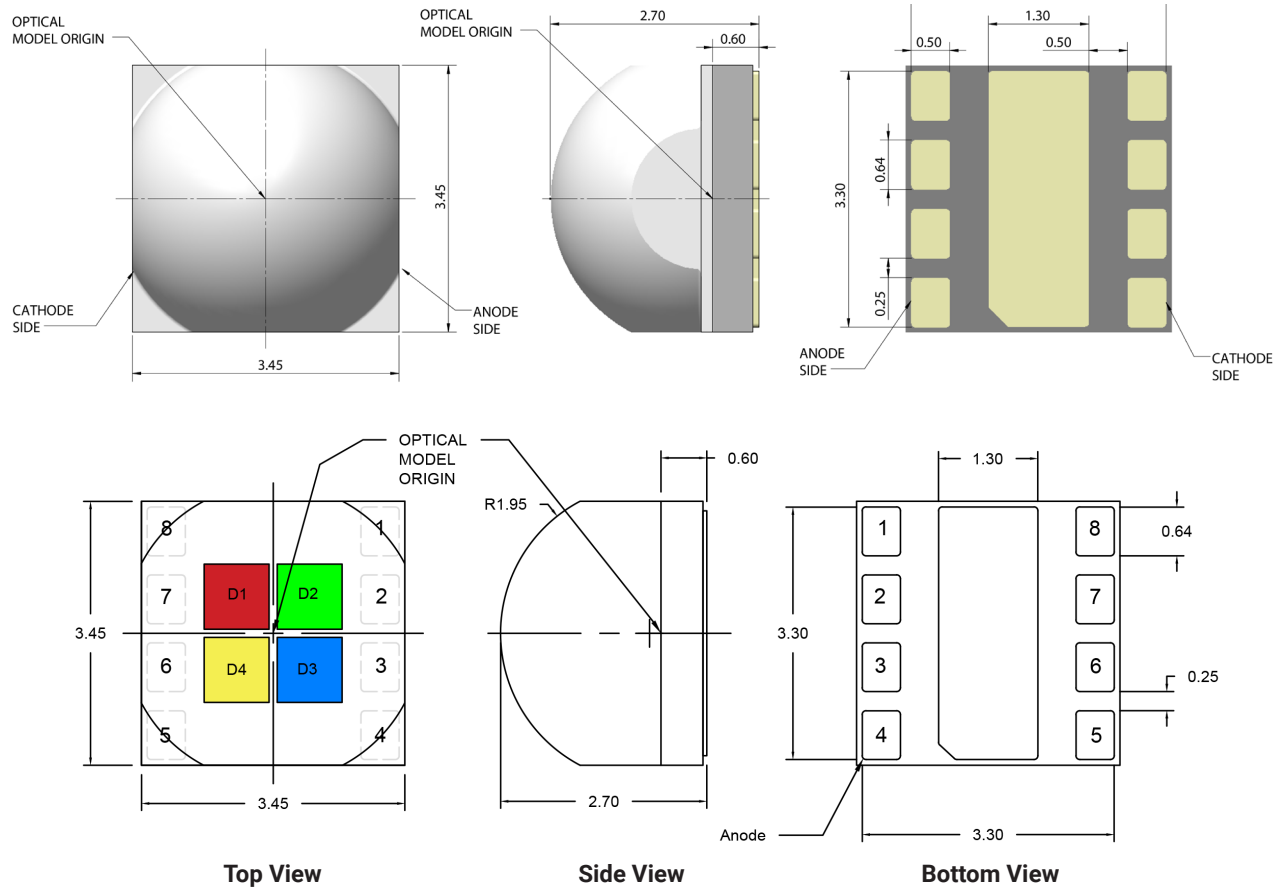 OPTICAL
MODEL ORIGIN
OPTICAL
MODEL ORIGIN
2.70
0.60
1.30
0.50
0.50
3.45
3.30
0.64
0.25
CATHODE
SIDE
ANODE
SIDE
3.45
ANODE
SIDE
CATHODE
SIDE
OPTICAL
MODEL
ORIGIN
0.60
1.30
R1.95
8
1
7
2
6
3
5
4
D1
D2
D4
D3
3.45
3.45
2.70
1
8
2
7
3
6
4
5
0.64
3.30
0.25
Anode
3.30
Top View
Side View
Bottom View